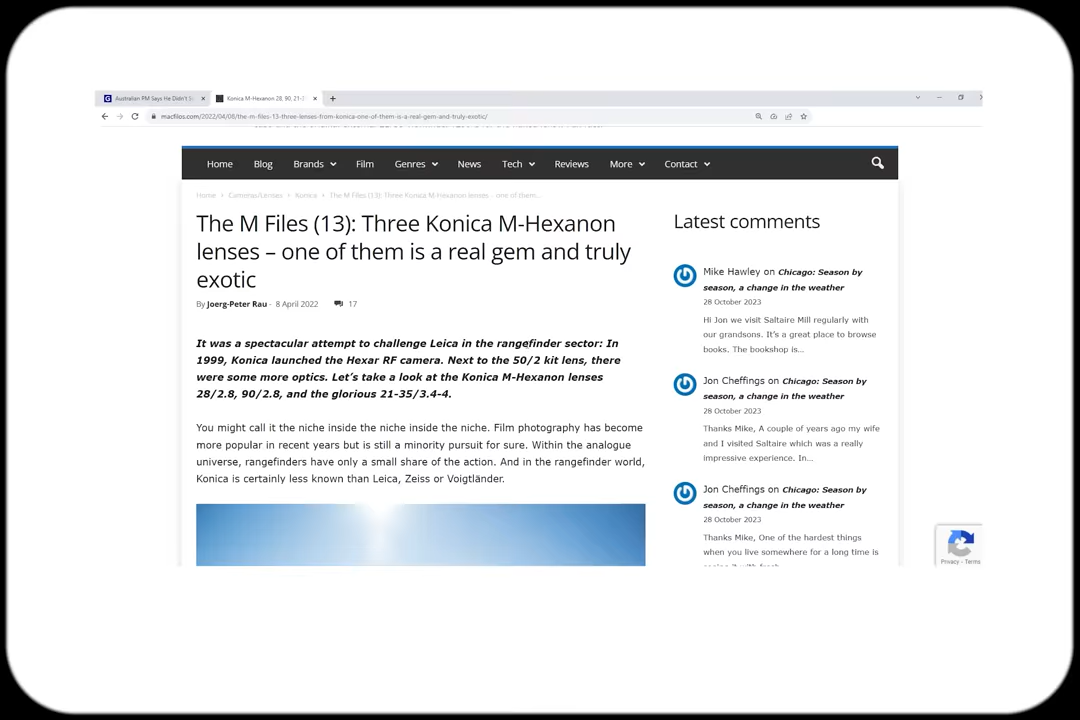 Australian PM Says He Didn't S
Konica M-Hexanon 28, 90, 21-3
macfilos.com/2022/04/08/the-m-files-13-three-lenses-from-konica-one-of-them-is-a-real-gem-and-truly-exotic/
Home Blog Brands Film Genres News Tech Reviews More Contact
Home › Cameras/Lenses › Konica › The M Files (13): Three Konica M-Hexanon lenses – one of them...
The M Files (13): Three Konica M-Hexanon
lenses – one of them is a real gem and truly
exotic
By Joerg-Peter Rau - 8 April 2022 17
It was a spectacular attempt to challenge Leica in the rangefinder sector: In
1999, Konica launched the Hexar RF camera. Next to the 50/2 kit lens, there
were some more optics. Let's take a look at the Konica M-Hexanon lenses
28/2.8, 90/2.8, and the glorious 21-35/3.4-4.
You might call it the niche inside the niche inside the niche. Film photography has become
more popular in recent years but is still a minority pursuit for sure. Within the analogue
universe, rangefinders have only a small share of the action. And in the rangefinder world,
Konica is certainly less known than Leica, Zeiss or Voigtländer.
Latest comments
Mike Hawley on Chicago: Season by
season, a change in the weather
28 October 2023
Hi Jon we visit Saltaire Mill regularly with
our grandsons. It's a great place to browse
books. The bookshop is...
Jon Cheffings on Chicago: Season by
season, a change in the weather
28 October 2023
Thanks Mike, A couple of years ago my wife
and I visited Saltaire which was a really
impressive experience. In...
Jon Cheffings on Chicago: Season by
season, a change in the weather
28 October 2023
Thanks Mike, One of the hardest things
when you live somewhere for a long time is
Privacy - Terms